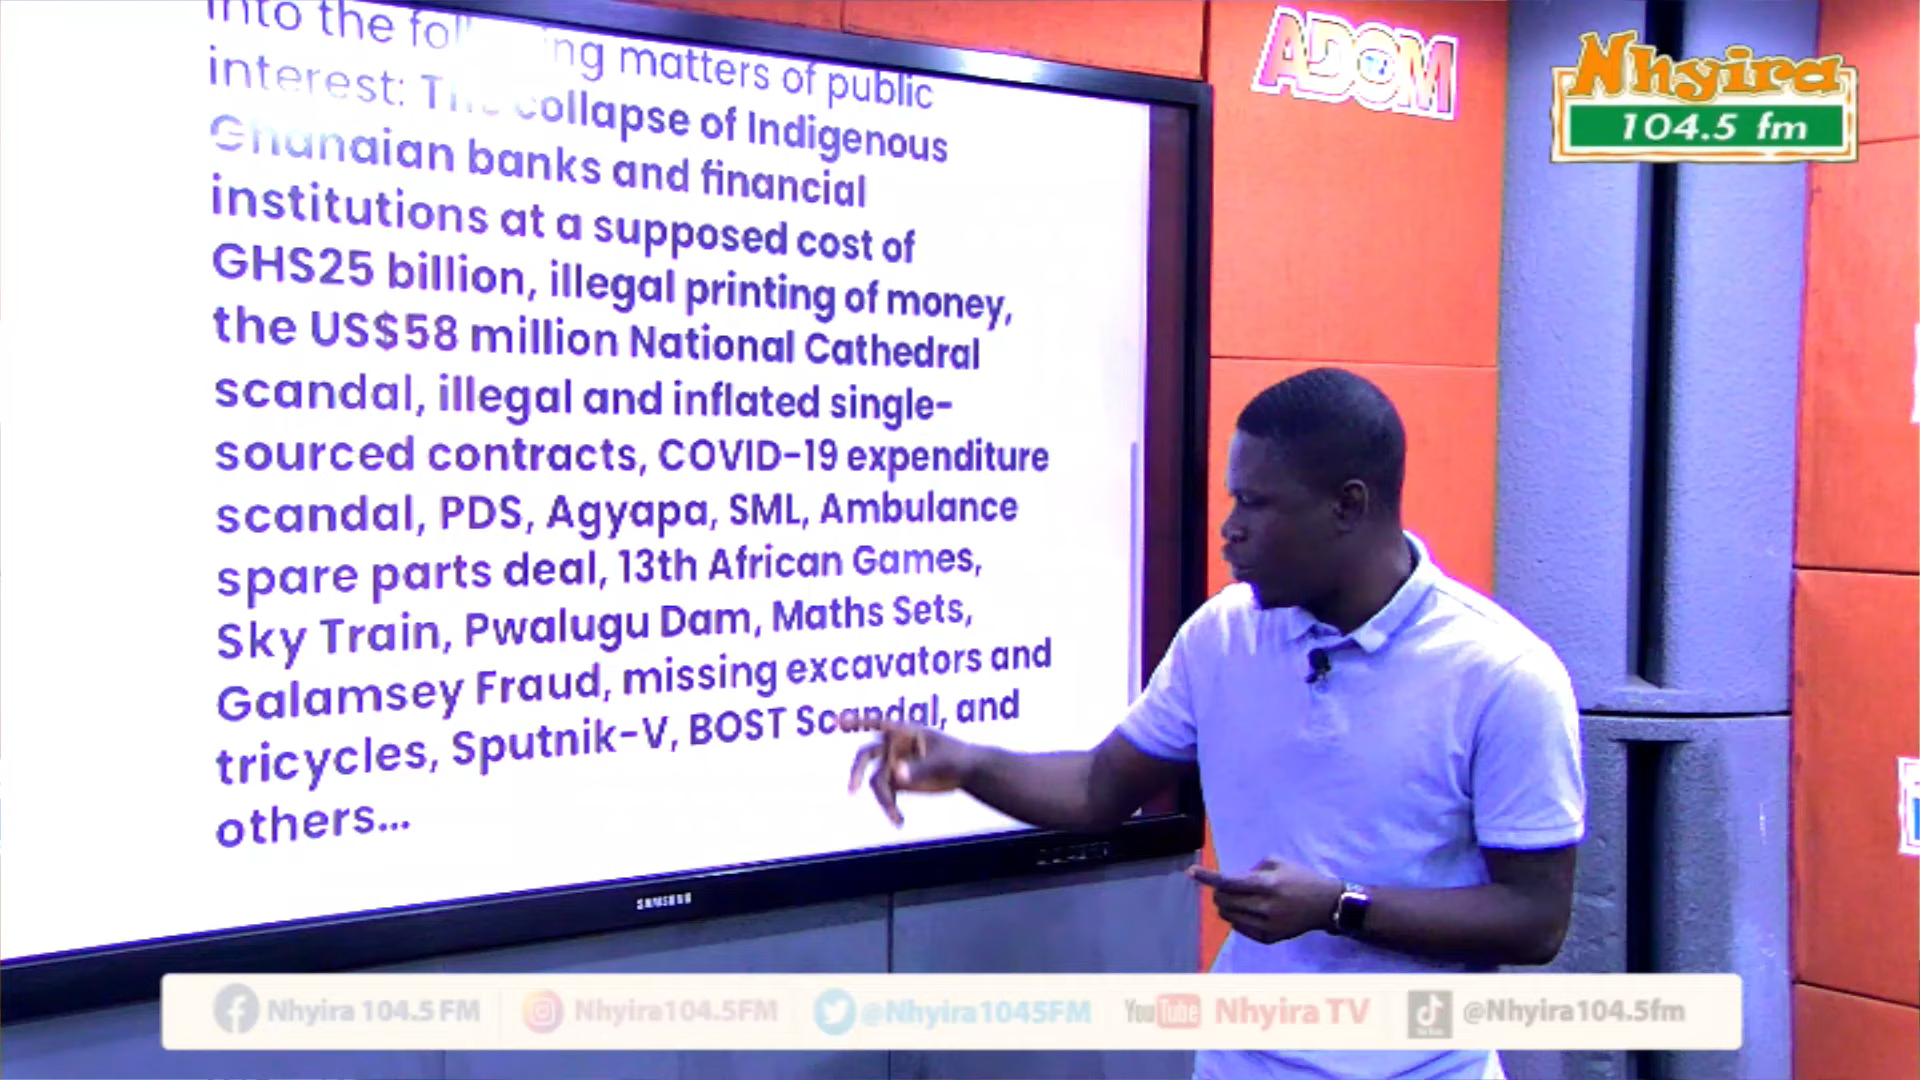 into the following matters of public
interest: The collapse of Indigenous
Ghanaian banks and financial
institutions at a supposed cost of
GHS25 billion, illegal printing of money,
the US$58 million National Cathedral
scandal, illegal and inflated single-
sourced contracts, COVID-19 expenditure
scandal, PDS, Agyapa, SML, Ambulance
spare parts deal, 13th African Games,
Sky Train, Pwalugu Dam, Maths Sets,
Galamsey Fraud, missing excavators and
tricycles, Sputnik-V, BOST Scandal, and
others...
SAMSUNG
ADOM
Nhyira
104.5 fm
Nhyira 104.5 FM
Nhyira104.5FM
@Nhyira1045FM
YouTube Nhyira TV
@Nhyira104.5fm